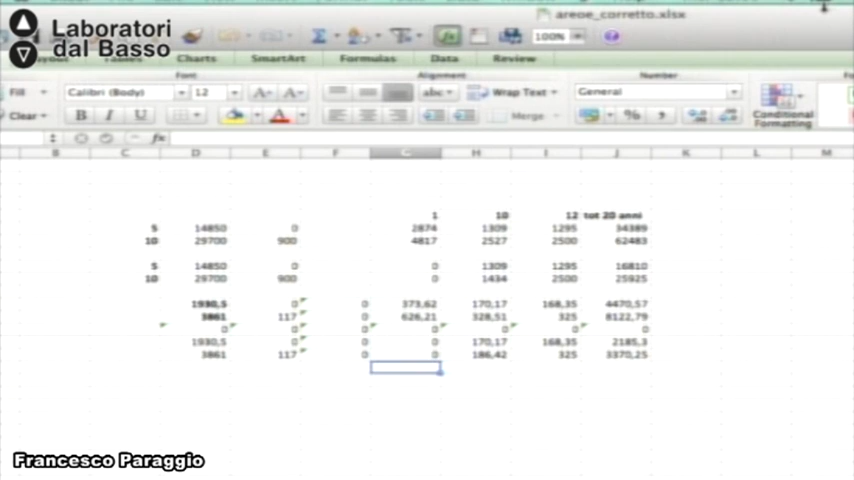 Laboratori
dal Basso
areoe_corretto.xlsx
100%
Charts SmartArt Formulas Data Review
Font Alignment Number
Fill Calibri (Body) 12 A A abc Wrap Text General
Clear B I U A Merge % Conditional
Formatting
fx
B C D E F G H I J K L M
1 10 12 tot 20 anni
5 14850 0 2874 1309 1295 34389
10 29700 900 4817 2527 2500 62483
5 14850 0 0 1309 1295 16810
10 29700 900 0 1434 2500 25925
1930,5 0 0 373,62 170,17 168,35 4470,57
3861 117 0 626,21 328,51 325 8122,79
0 0 0 0 0 0 0
1930,5 0 0 0 170,17 168,35 2185,3
3861 117 0 0 186,42 325 3370,25
Francesco Paraggio